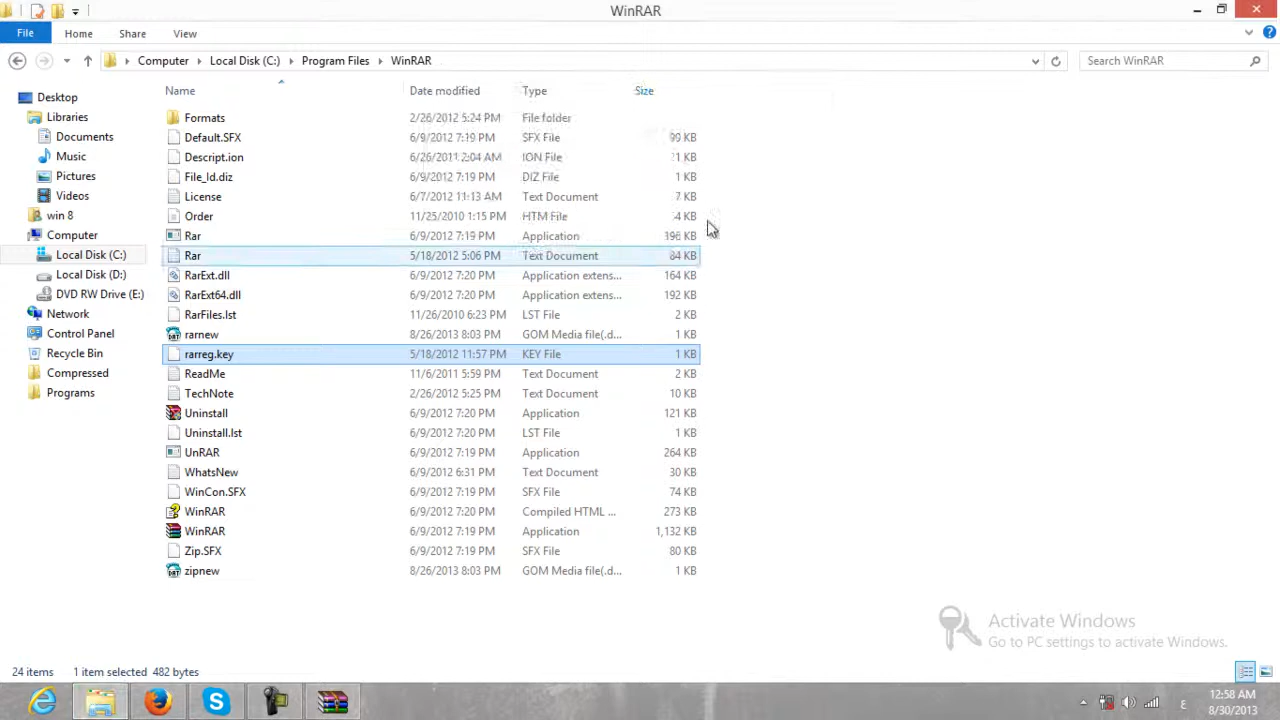 WinRAR
File Home Share View
Computer Local Disk (C:) Program Files WinRAR Search WinRAR
Name Date modified Type Size
Desktop
Libraries
Documents
Music
Pictures
Videos
win 8
Computer
Local Disk (C:)
Local Disk (D:)
DVD RW Drive (E:)
Network
Control Panel
Recycle Bin
Compressed
Programs
Formats 2/26/2012 5:24 PM File folder
Default.SFX 6/9/2012 7:19 PM SFX File 99 KB
Descript.ion 6/26/2011 2:04 AM ION File 21 KB
File_Id.diz 6/9/2012 7:19 PM DIZ File 1 KB
License 6/7/2012 11:13 AM Text Document 7 KB
Order 11/25/2010 1:15 PM HTM File 4 KB
Rar 6/9/2012 7:19 PM Application 396 KB
Rar 5/18/2012 5:06 PM Text Document 84 KB
RarExt.dll 6/9/2012 7:20 PM Application extens... 164 KB
RarExt64.dll 6/9/2012 7:20 PM Application extens... 192 KB
RarFiles.lst 11/26/2010 6:23 PM LST File 2 KB
rarnew 8/26/2013 8:03 PM GOM Media file(.d... 1 KB
rarreg.key 5/18/2012 11:57 PM KEY File 1 KB
ReadMe 11/6/2011 5:59 PM Text Document 2 KB
TechNote 2/26/2012 5:25 PM Text Document 10 KB
Uninstall 6/9/2012 7:20 PM Application 121 KB
Uninstall.lst 6/9/2012 7:20 PM LST File 1 KB
UnRAR 6/9/2012 7:19 PM Application 264 KB
WhatsNew 6/9/2012 6:31 PM Text Document 30 KB
WinCon.SFX 6/9/2012 7:19 PM SFX File 74 KB
WinRAR 6/9/2012 7:20 PM Compiled HTML ... 273 KB
WinRAR 6/9/2012 7:19 PM Application 1,132 KB
Zip.SFX 6/9/2012 7:19 PM SFX File 80 KB
zipnew 8/26/2013 8:03 PM GOM Media file(.d... 1 KB
Activate Windows
Go to PC settings to activate Windows.
24 items 1 item selected 482 bytes
ع 12:58 AM
8/30/2013